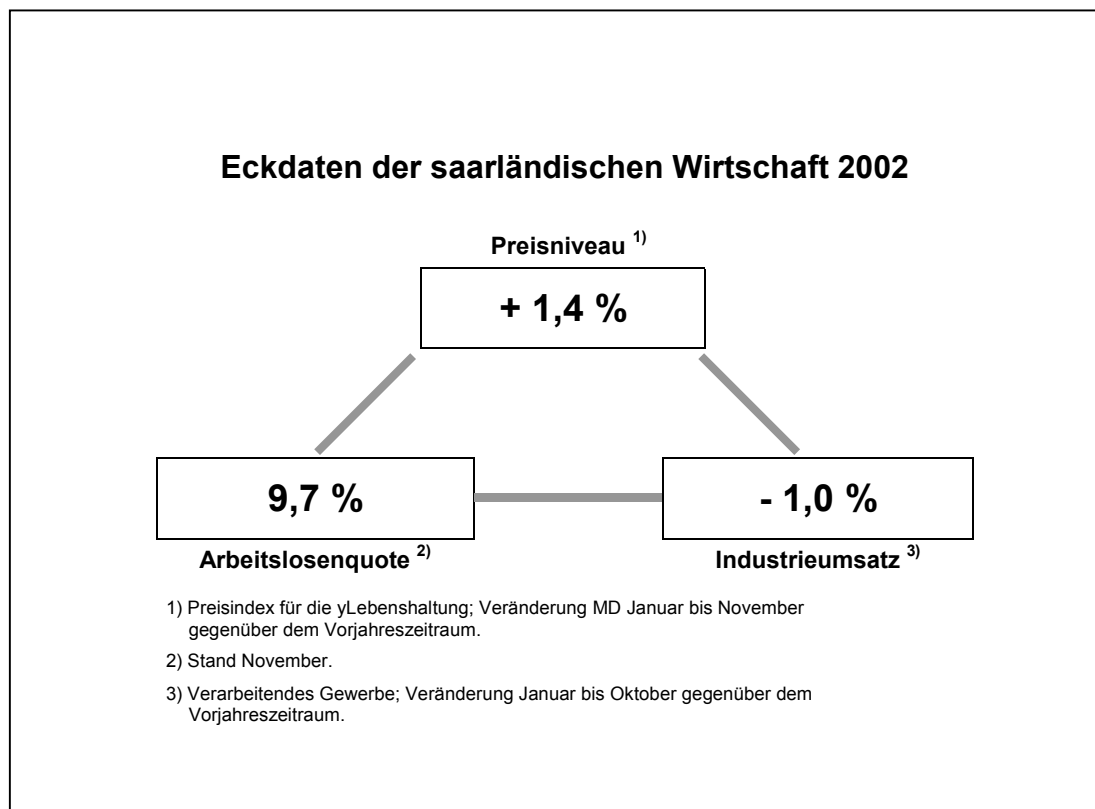 Eckdaten der saarländischen Wirtschaft 2002
Preisniveau 1)
+ 1,4 %
9,7 %
- 1,0 %
Arbeitslosenquote 2)
Industrieumsatz 3)
1) Preisindex für die yLebenshaltung; Veränderung MD Januar bis November
gegenüber dem Vorjahreszeitraum.
2) Stand November.
3) Verarbeitendes Gewerbe; Veränderung Januar bis Oktober gegenüber dem
Vorjahreszeitraum.